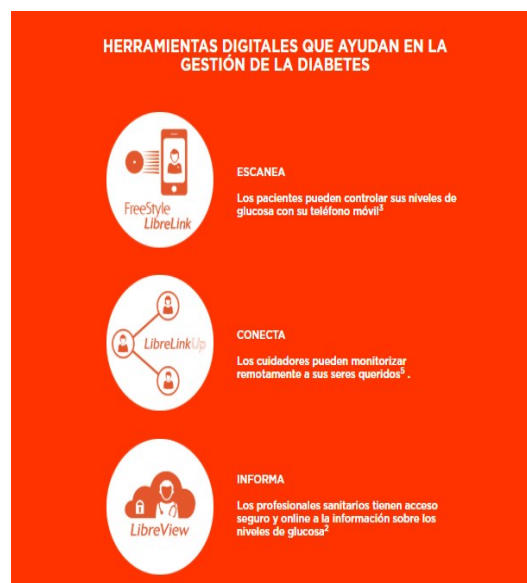 HERRAMIENTAS DIGITALES QUE AYUDAN EN LA
GESTIÓN DE LA DIABETES
FreeStyle
LibreLink
ESCANEA
Los pacientes pueden controlar sus niveles de
glucosa con su teléfono móvil³
LibreLinkUp
CONECTA
Los cuidadores pueden monitorizar
remotamente a sus seres queridos⁵ .
LibreView
INFORMA
Los profesionales sanitarios tienen acceso
seguro y online a la información sobre los
niveles de glucosa²